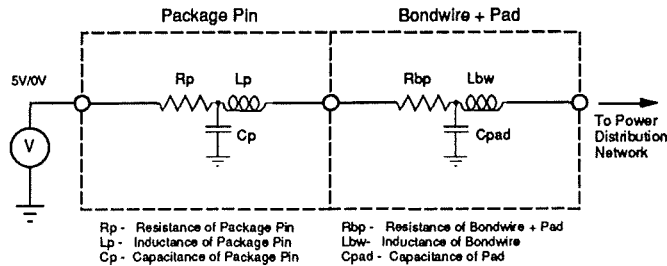 Package Pin
Bondwire + Pad
5V/0V
Rp
Lp
Rbp
Lbw
V
Cp
Cpad
To Power
Distribution
Network
Rp - Resistance of Package Pin
Lp - Inductance of Package Pin
Cp - Capacitance of Package Pin
Rbp - Resistance of Bondwire + Pad
Lbw- Inductance of Bondwire
Cpad - Capacitance of Pad